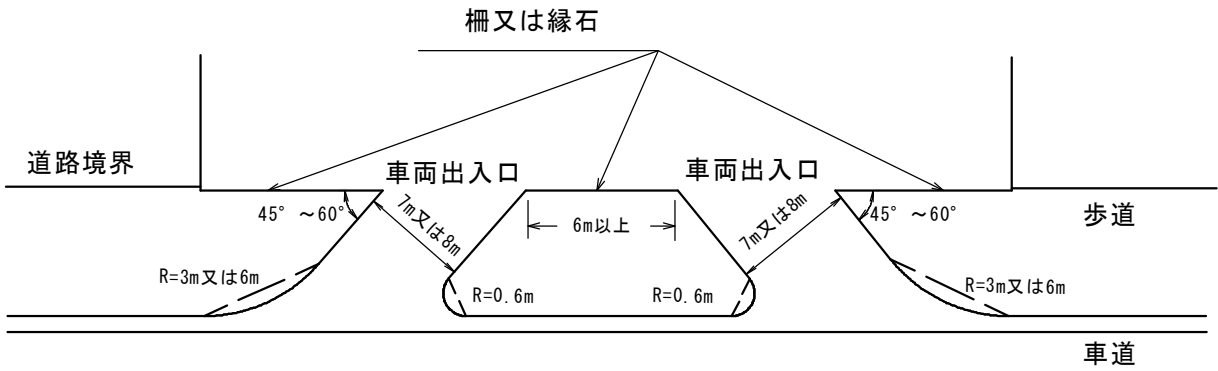 柵又は縁石
道路境界
車両出入口
車両出入口
45° ～60°
7m又は8m
6m以上
7m又は8m
45° ～60°
歩道
R=3m又は6m
R=0.6m
R=0.6m
R=3m又は6m
車道